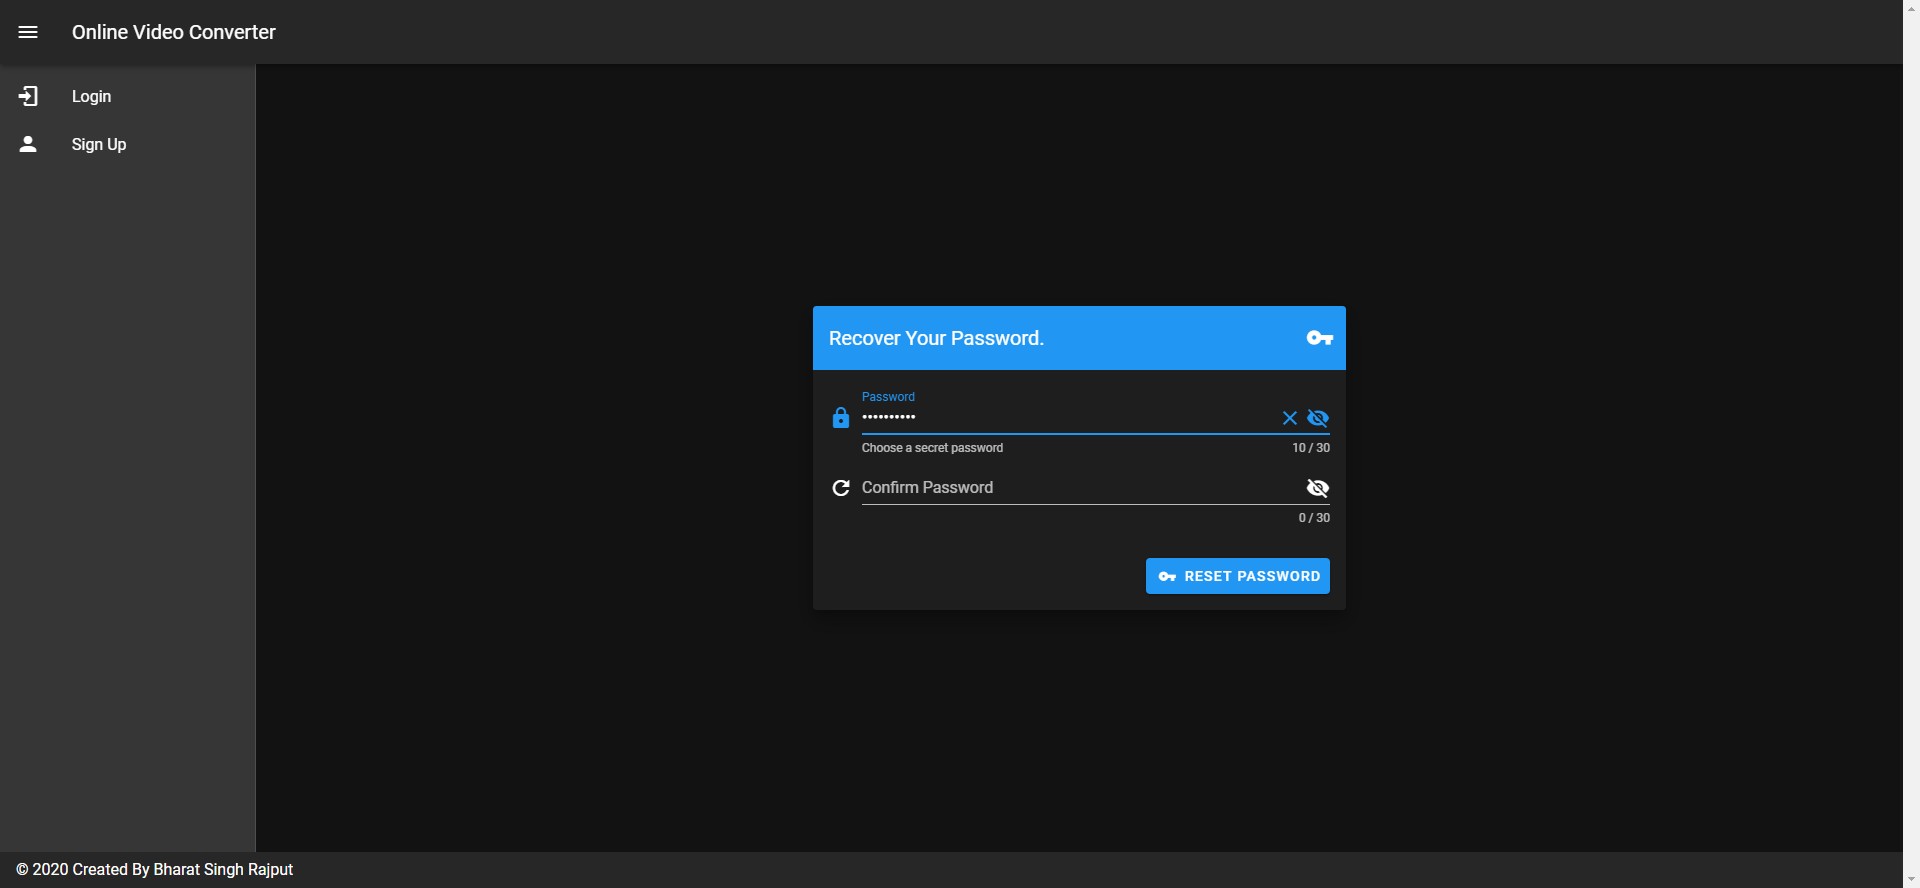 Online Video Converter
Login
Sign Up
Recover Your Password.
Password
••••••••••
Choose a secret password
10 / 30
Confirm Password
0 / 30
RESET PASSWORD
© 2020 Created By Bharat Singh Rajput